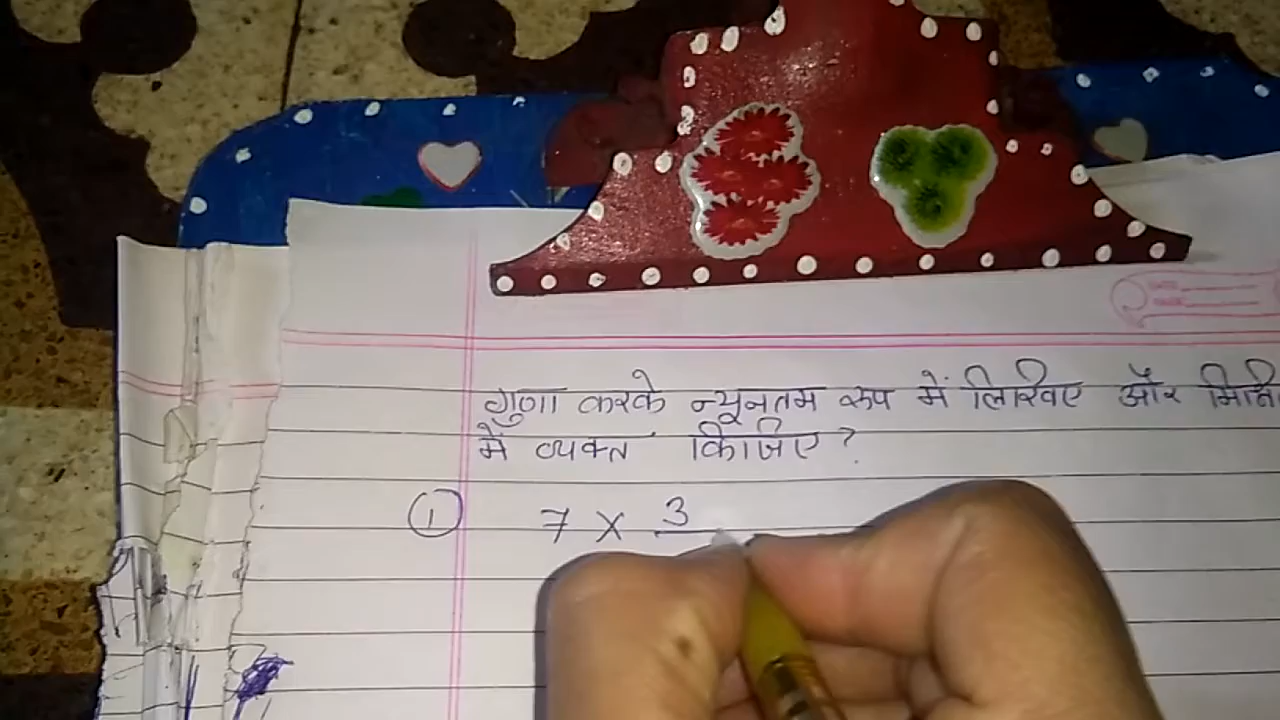 गुणा करके न्यूनतम रूप में लिखिए और
में व्यक्त किजिए?
① 7 × 3